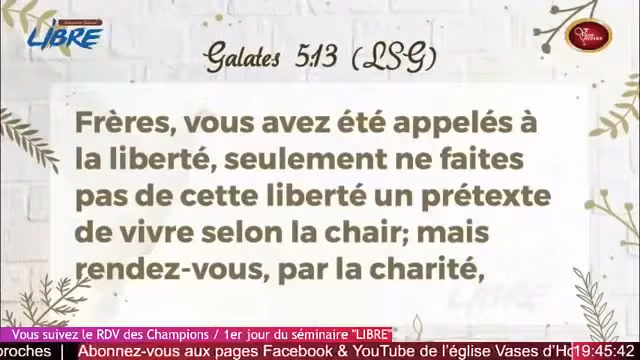 LIBRE
Galates 5:13 (LSG)
Frères, vous avez été appelés à
la liberté, seulement ne faites
pas de cette liberté un prétexte
de vivre selon la chair; mais
rendez-vous, par la charité,
Vous suivez le RDV des Champions / 1er jour du séminaire "LIBRE"
proches | Abonnez-vous aux pages Facebook & YouTube de l'église Vases d'Ho
19:45:42